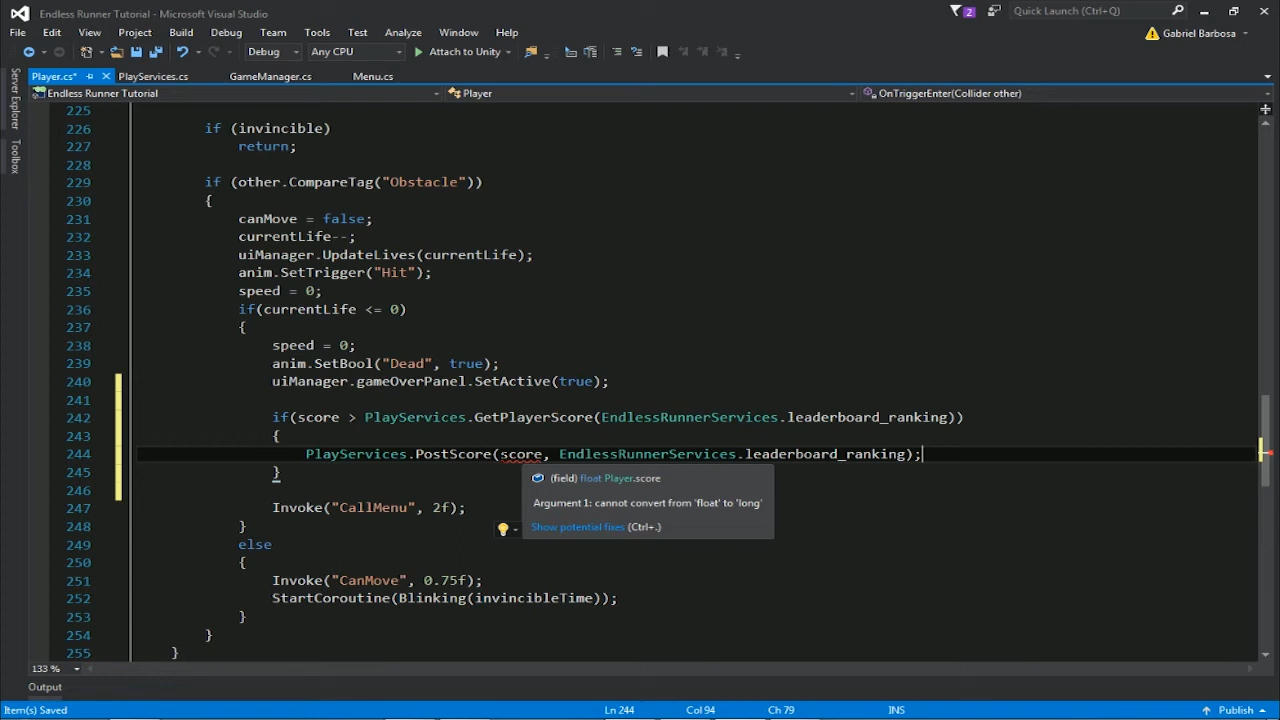 Endless Runner Tutorial - Microsoft Visual Studio
2
Quick Launch (Ctrl+Q)
File Edit View Project Build Debug Team Tools Test Analyze Window Help
Gabriel Barbosa
Debug Any CPU Attach to Unity
Player.cs* PlayServices.cs GameManager.cs Menu.cs
Endless Runner Tutorial Player OnTriggerEnter(Collider other)
Server Explorer
Toolbox
225
226 if (invincible)
227 return;
228
229 if (other.CompareTag("Obstacle"))
230 {
231 canMove = false;
232 currentLife--;
233 uiManager.UpdateLives(currentLife);
234 anim.SetTrigger("Hit");
235 speed = 0;
236 if(currentLife <= 0)
237 {
238 speed = 0;
239 anim.SetBool("Dead", true);
240 uiManager.gameOverPanel.SetActive(true);
241
242 if(score > PlayServices.GetPlayerScore(EndlessRunnerServices.leaderboard_ranking))
243 {
244 PlayServices.PostScore(score, EndlessRunnerServices.leaderboard_ranking);
245 }
246
(field) float Player.score
Argument 1: cannot convert from 'float' to 'long'
Show potential fixes (Ctrl+.)
247 Invoke("CallMenu", 2f);
248 }
249 else
250 {
251 Invoke("CanMove", 0.75f);
252 StartCoroutine(Blinking(invincibleTime));
253 }
254 }
255 }
133 %
Output
Item(s) Saved Ln 244 Col 94 Ch 79 INS Publish